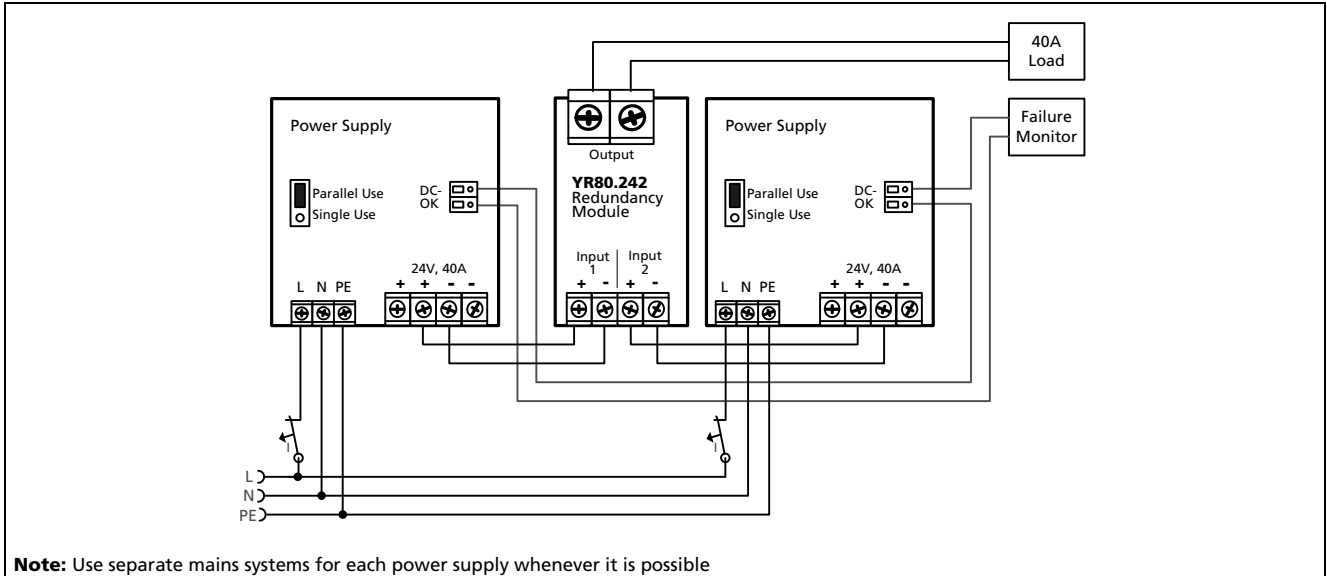 40A
Load
Power Supply
Parallel Use
Single Use
DC-
OK
24V, 40A
+ + - -
L N PE
Output
YR80.242
Redundancy
Module
Input
1
Input
2
+ - + -
Power Supply
Parallel Use
Single Use
DC-
OK
24V, 40A
+ + - -
L N PE
Failure
Monitor
I
I
L
N
PE
Note: Use separate mains systems for each power supply whenever it is possible